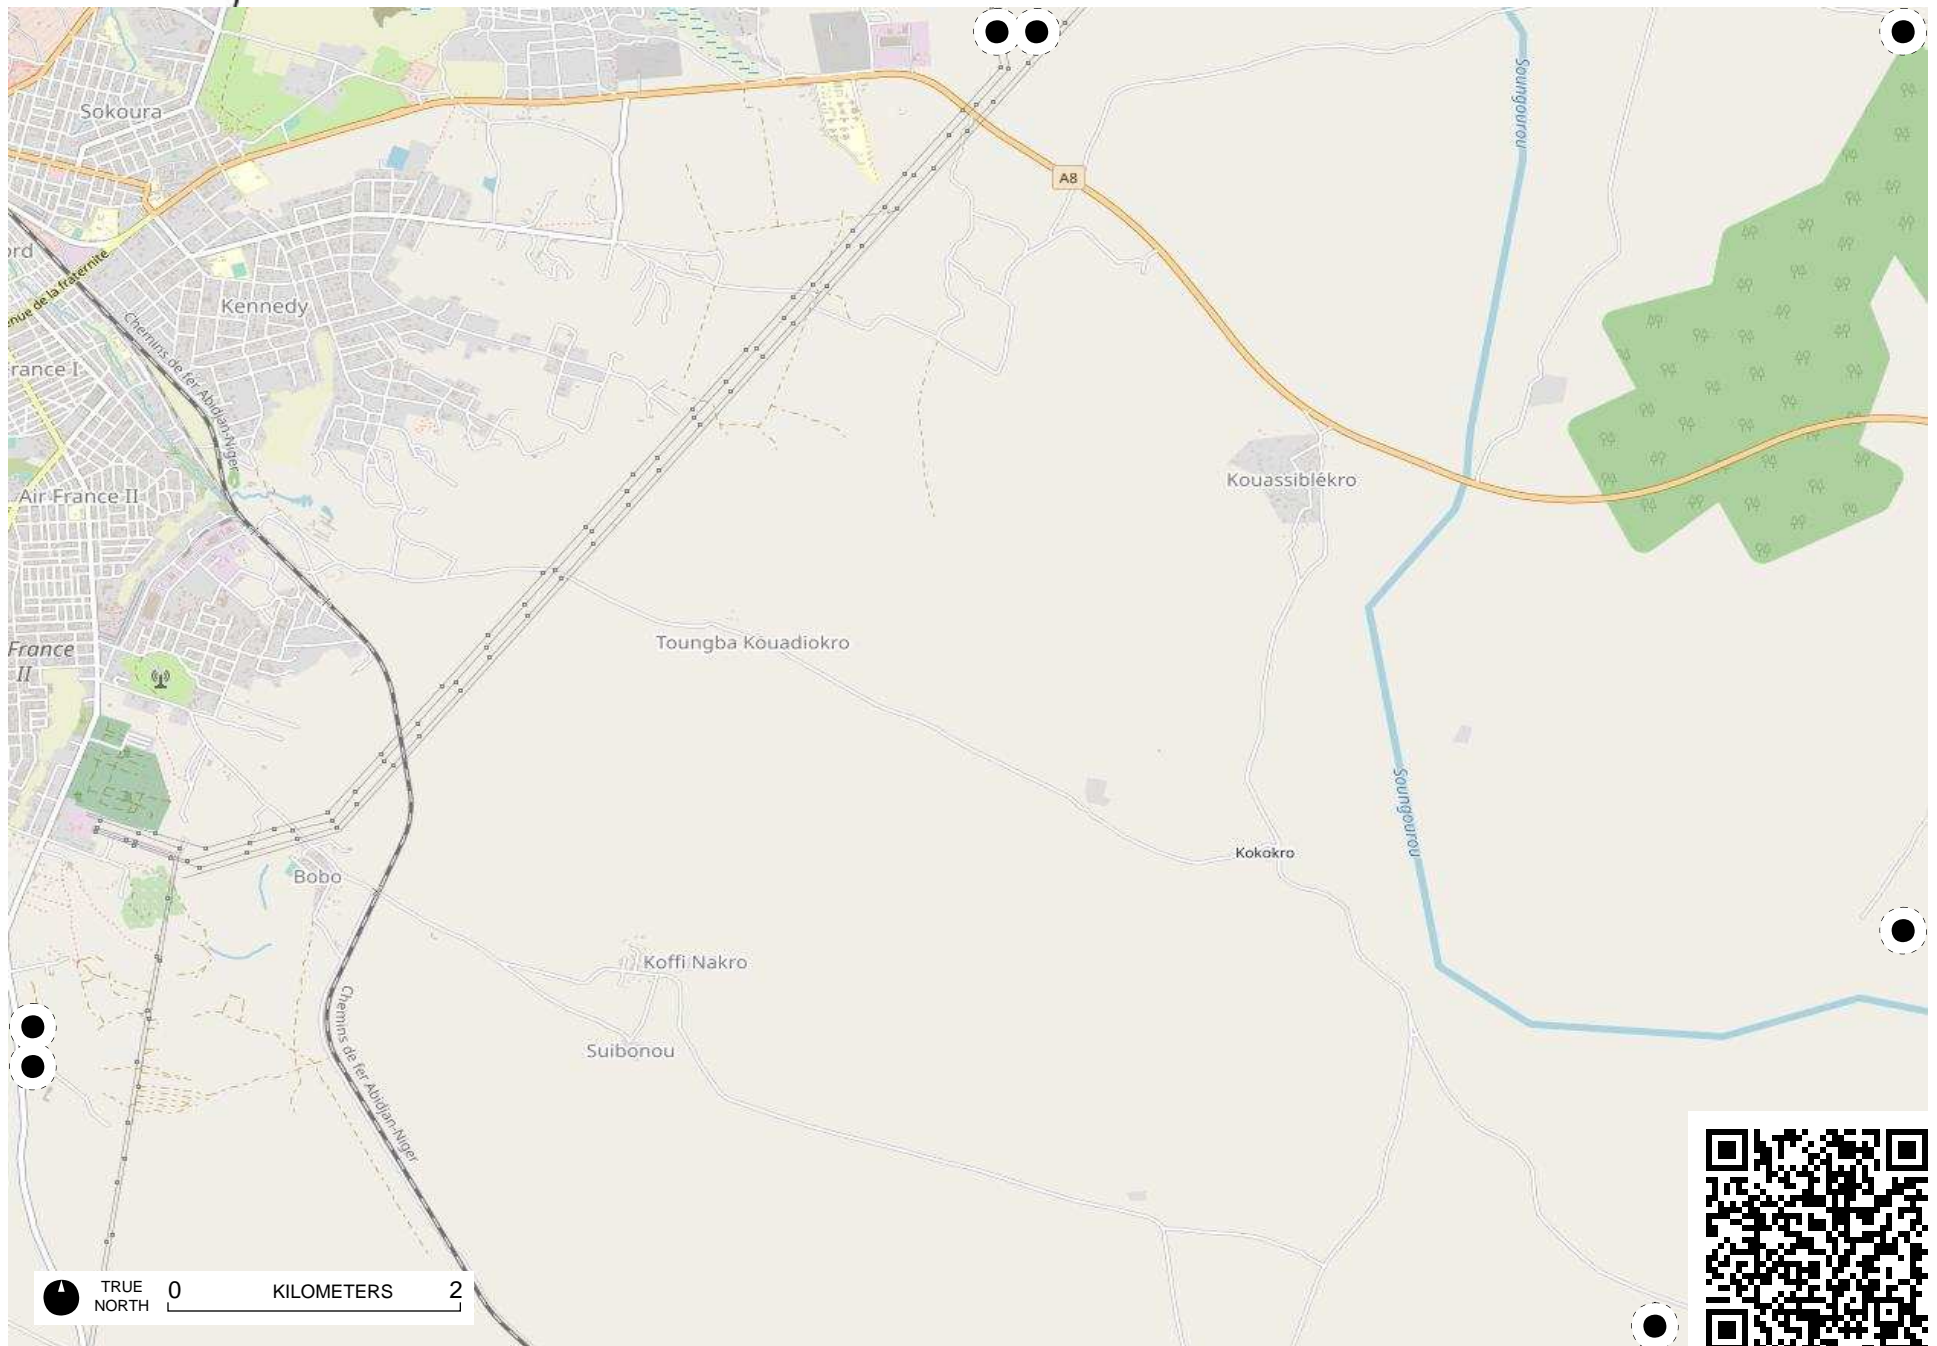 Sokoura
Soungourou
A8
ord
enue de la fraternité
Kennedy
Chemins de fer Abidjan-Niger
rance I
Kouassiblékro
Air France II
Toungba Kouadiokro
France
II
Soungourou
Kokokro
Bobo
Koffi Nakro
Suibonou
Chemins de fer Abidjan-Niger
TRUE
NORTH
0 KILOMETERS 2